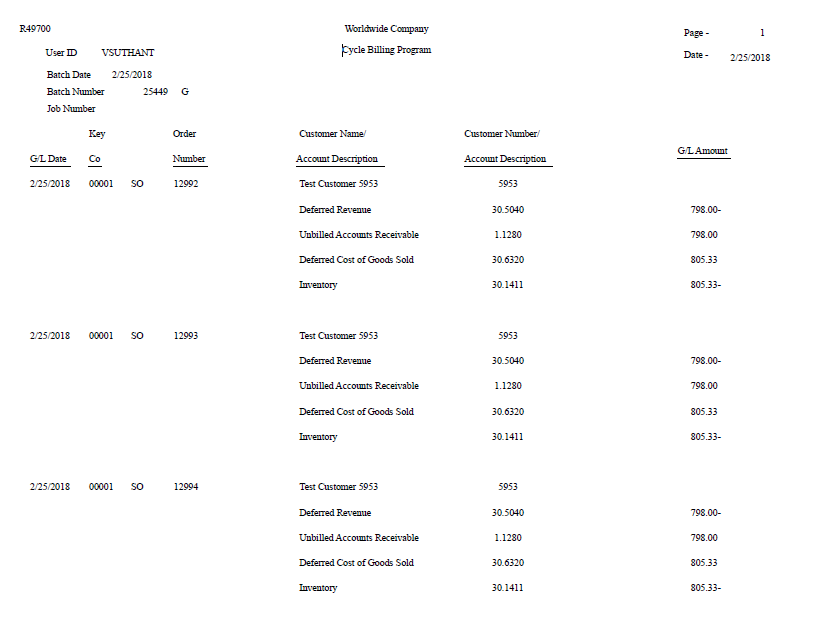 R49700 Worldwide Company Page - 1
User ID VSUTHANT Cycle Billing Program Date - 2/25/2018
Batch Date 2/25/2018
Batch Number 25449 G
Job Number
Key Order Customer Name/ Customer Number/
G/L Date Co Number Account Description Account Description G/L Amount
2/25/2018 00001 SO 12992 Test Customer 5953 5953
Deferred Revenue 30.5040 798.00-
Unbilled Accounts Receivable 1.1280 798.00
Deferred Cost of Goods Sold 30.6320 805.33
Inventory 30.1411 805.33-
2/25/2018 00001 SO 12993 Test Customer 5953 5953
Deferred Revenue 30.5040 798.00-
Unbilled Accounts Receivable 1.1280 798.00
Deferred Cost of Goods Sold 30.6320 805.33
Inventory 30.1411 805.33-
2/25/2018 00001 SO 12994 Test Customer 5953 5953
Deferred Revenue 30.5040 798.00-
Unbilled Accounts Receivable 1.1280 798.00
Deferred Cost of Goods Sold 30.6320 805.33
Inventory 30.1411 805.33-